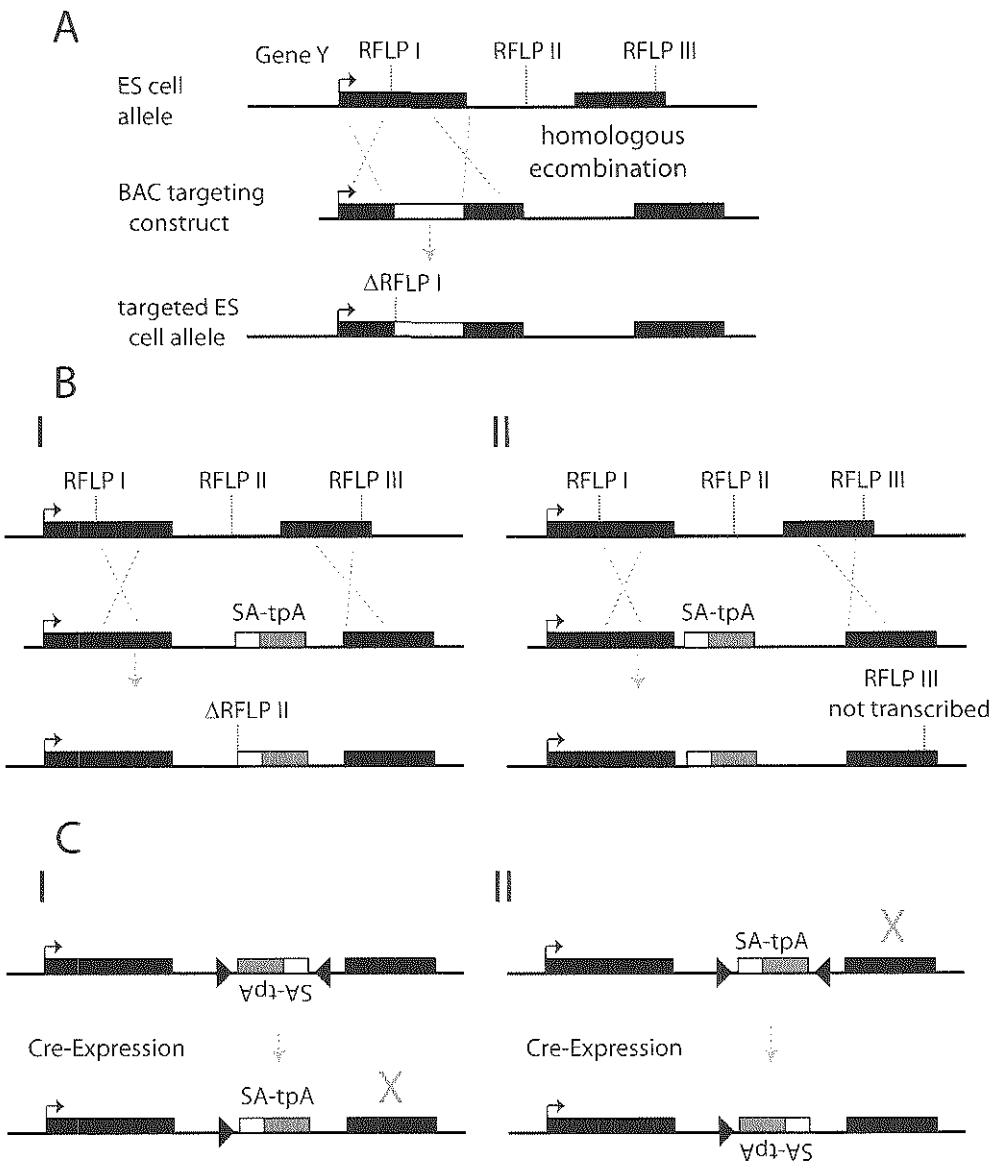 A
Gene Y RFLP I RFLP II RFLP III
ES cell
allele
homologous
ecombination
BAC targeting
construct
ΔRFLP I
targeted ES
cell allele
B
I II
RFLP I RFLP II RFLP III RFLP I RFLP II RFLP III
SA-tpA SA-tpA
RFLP III
not transcribed
ΔRFLP II
C
I II
X
SA-tpA
SA-tpA
Cre-Expression Cre-Expression
SA-tpA X
SA-tpA